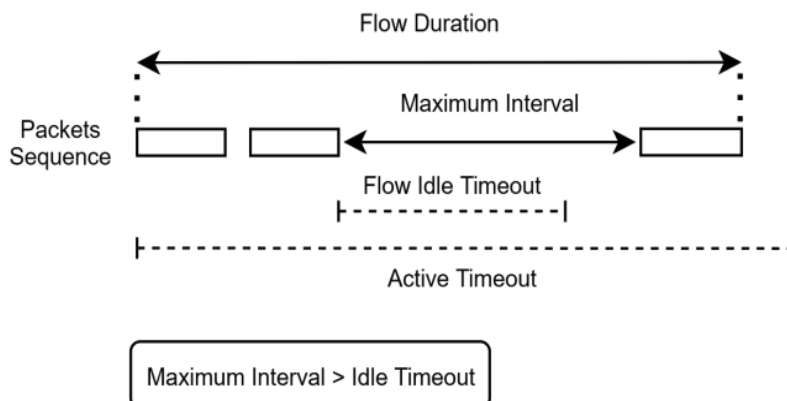 Flow Duration
Maximum Interval
Packets
Sequence
Flow Idle Timeout
Active Timeout
Maximum Interval > Idle Timeout